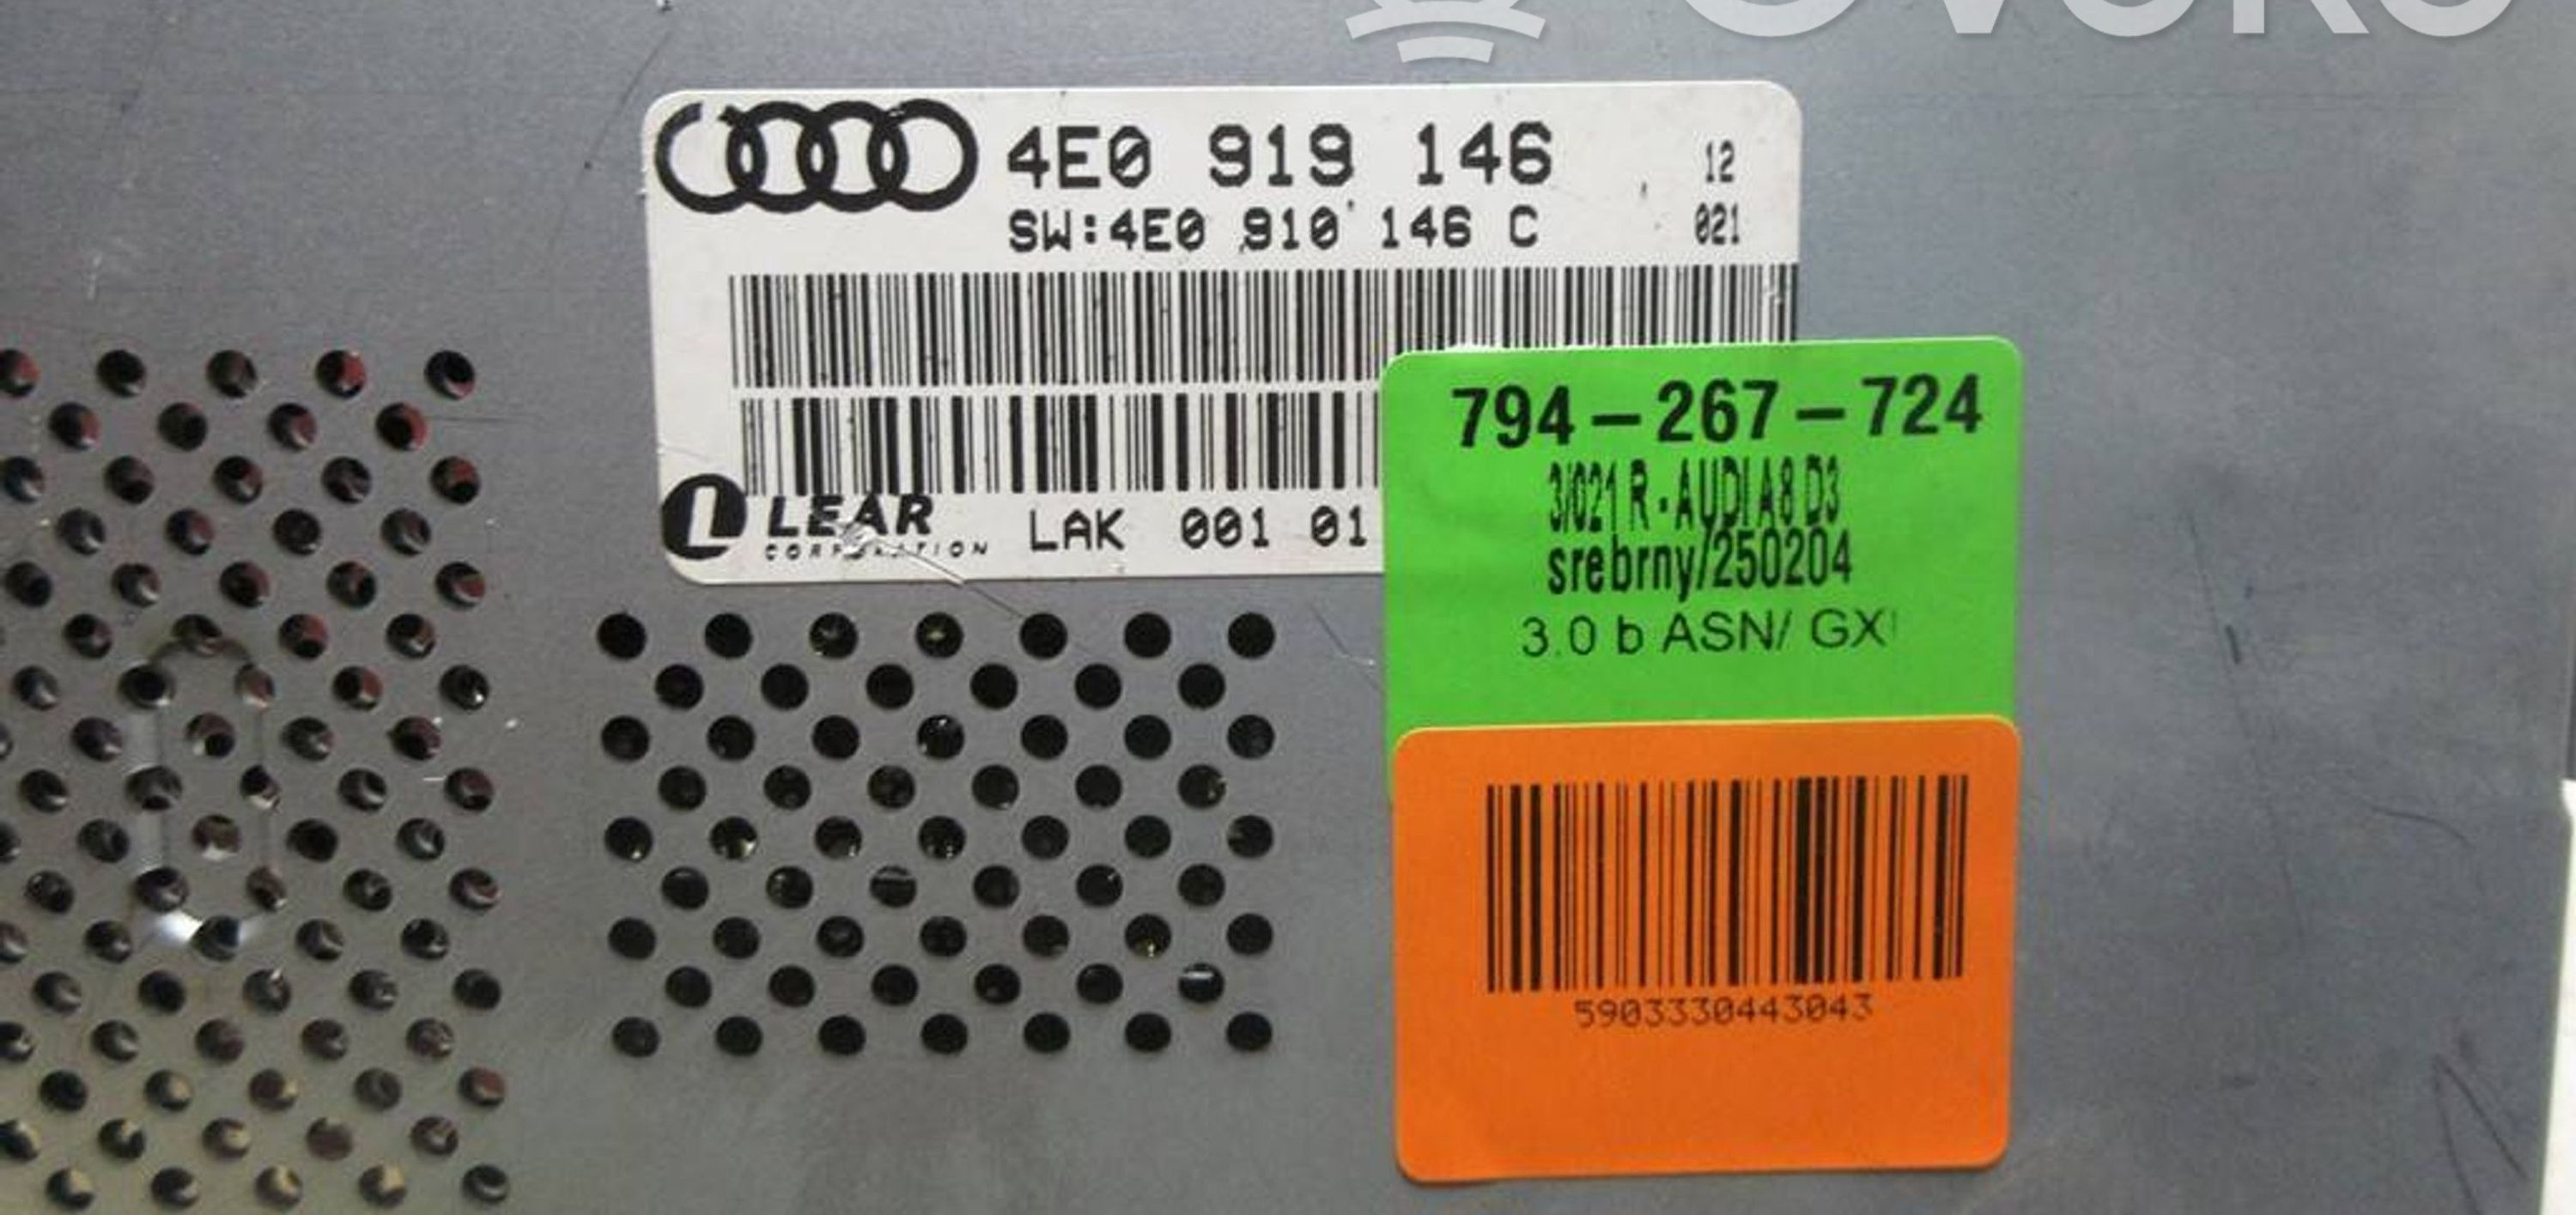 OVOKO
4E0 919 146 12
SW:4E0 910 146 C 021
LEAR
CORPORATION
LAK 001 01
794-267-724
3/021 R - AUDI A8 D3
srebrny/250204
3.0 b ASN/ GX
5903330443043